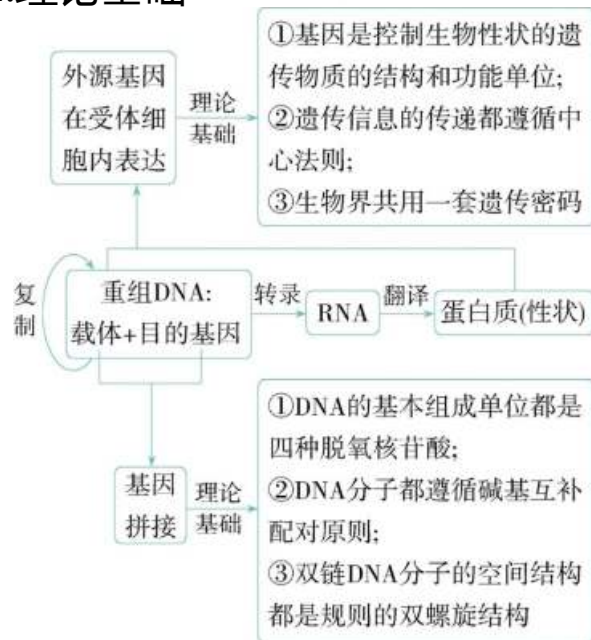 理论基础
①基因是控制生物性状的遗
传物质的结构和功能单位;
②遗传信息的传递都遵循中
心法则;
③生物界共用一套遗传密码
外源基因
在受体细
胞内表达
理论
基础
复
制
重组DNA:
载体+目的基因
转录
RNA
翻译
蛋白质(性状)
基因
拼接
理论
基础
①DNA的基本组成单位都是
四种脱氧核苷酸;
②DNA分子都遵循碱基互补
配对原则;
③双链DNA分子的空间结构
都是规则的双螺旋结构